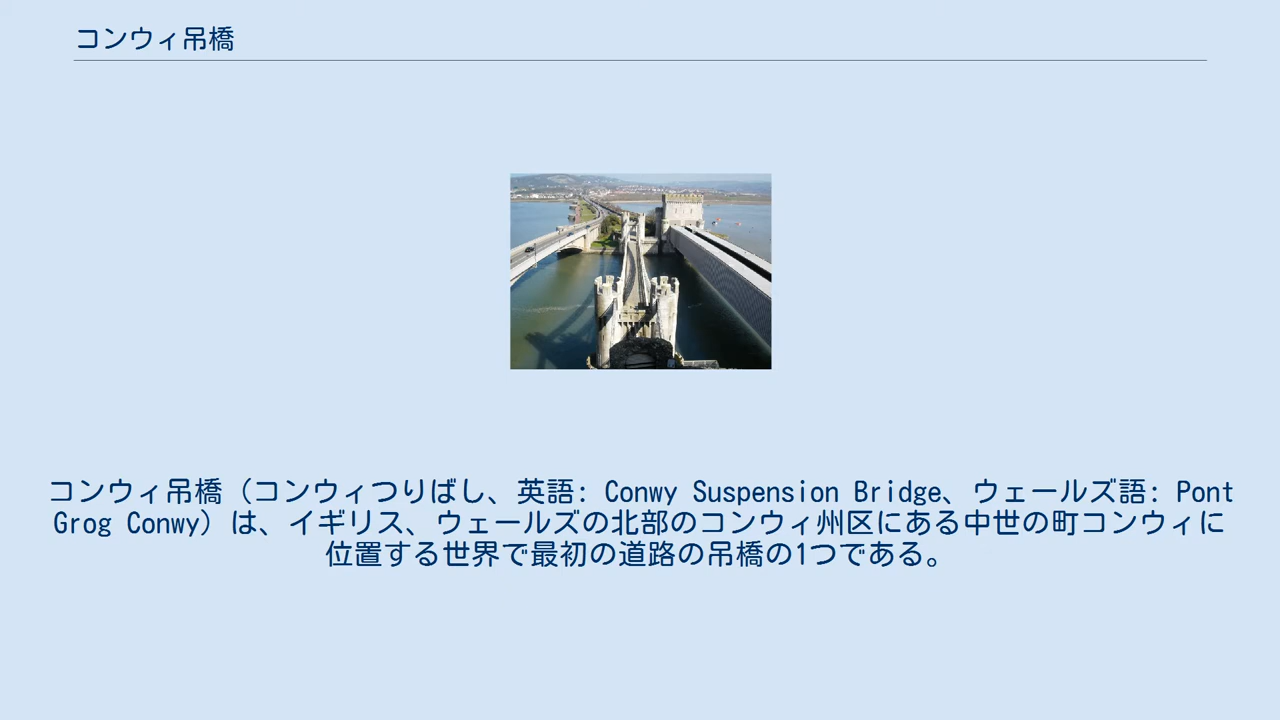 コンウィ吊橋
コンウィ吊橋（コンウィつりばし、英語: Conwy Suspension Bridge、ウェールズ語: Pont
Grog Conwy）は、イギリス、ウェールズの北部のコンウィ州区にある中世の町コンウィに
位置する世界で最初の道路の吊橋の1つである。